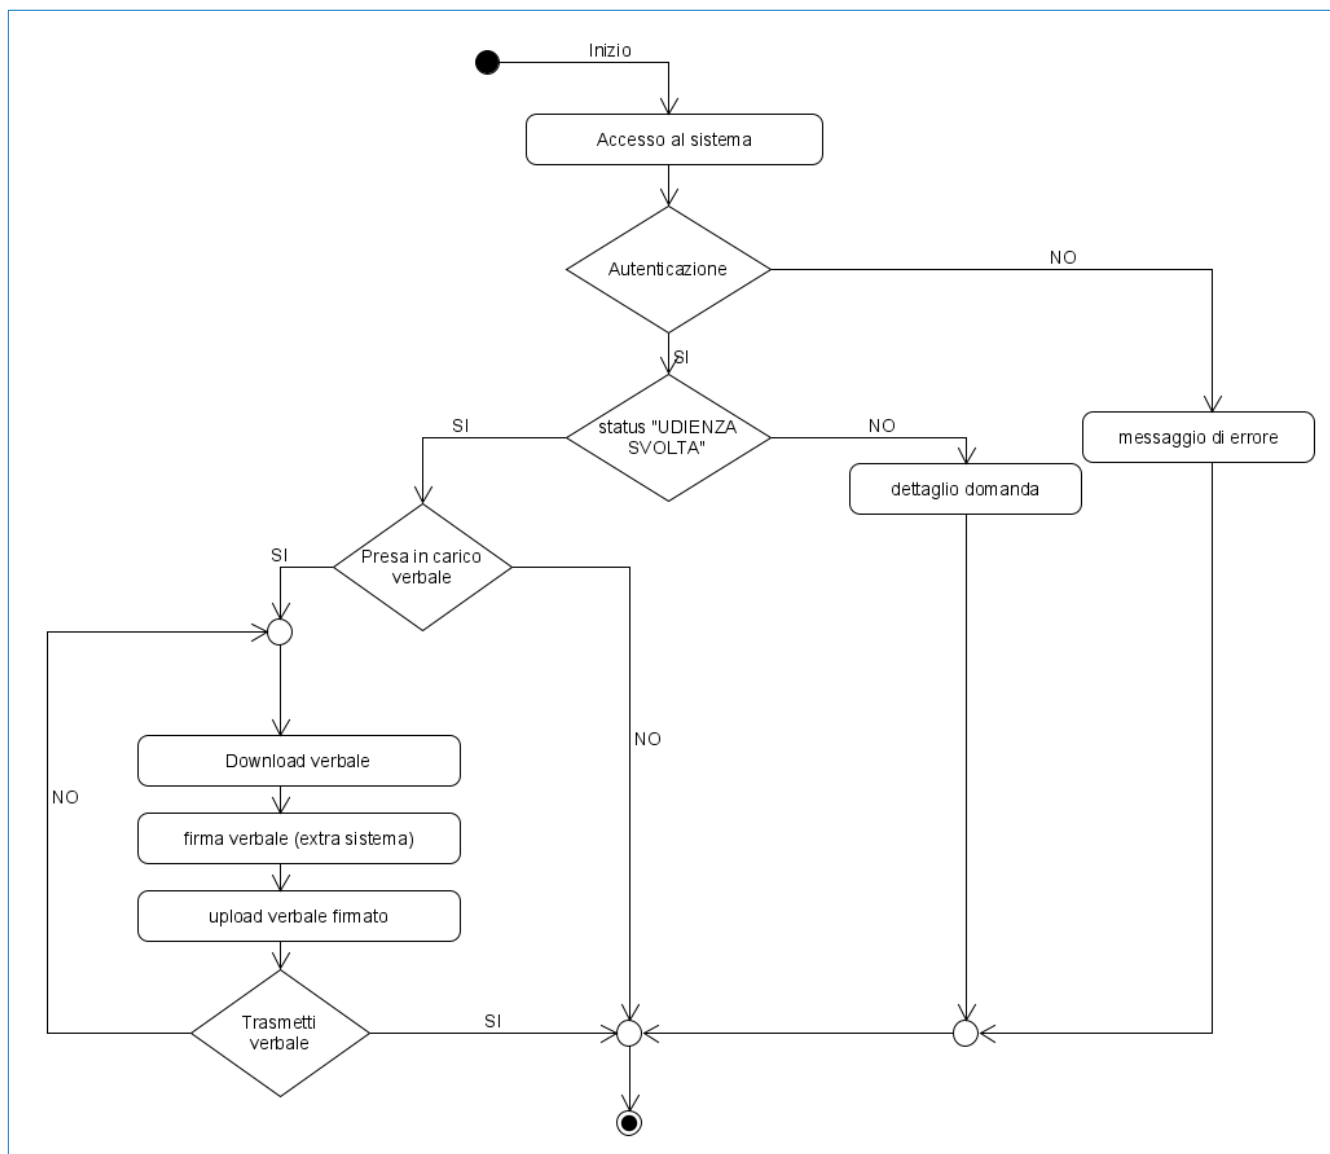 Inizio
Accesso al sistema
Autenticazione
NO
SI
status "UDIENZA
SVOLTA"
SI
NO
messaggio di errore
dettaglio domanda
Presa in carico
verbale
SI
NO
Download verbale
NO
firma verbale (extra sistema)
upload verbale firmato
Trasmetti
verbale
SI